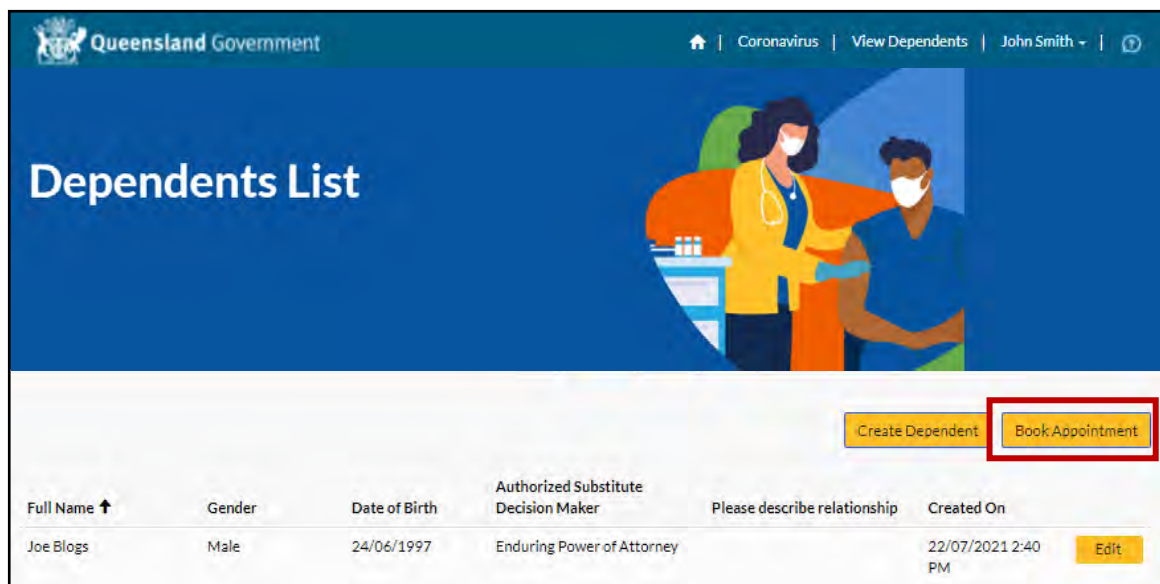 Queensland Government
| Coronavirus | View Dependents | John Smith |
Dependents List
Create Dependent Book Appointment
Full Name ↑ Gender Date of Birth Authorized Substitute Decision Maker Please describe relationship Created On
Joe Blogs Male 24/06/1997 Enduring Power of Attorney 22/07/2021 2:40 PM Edit